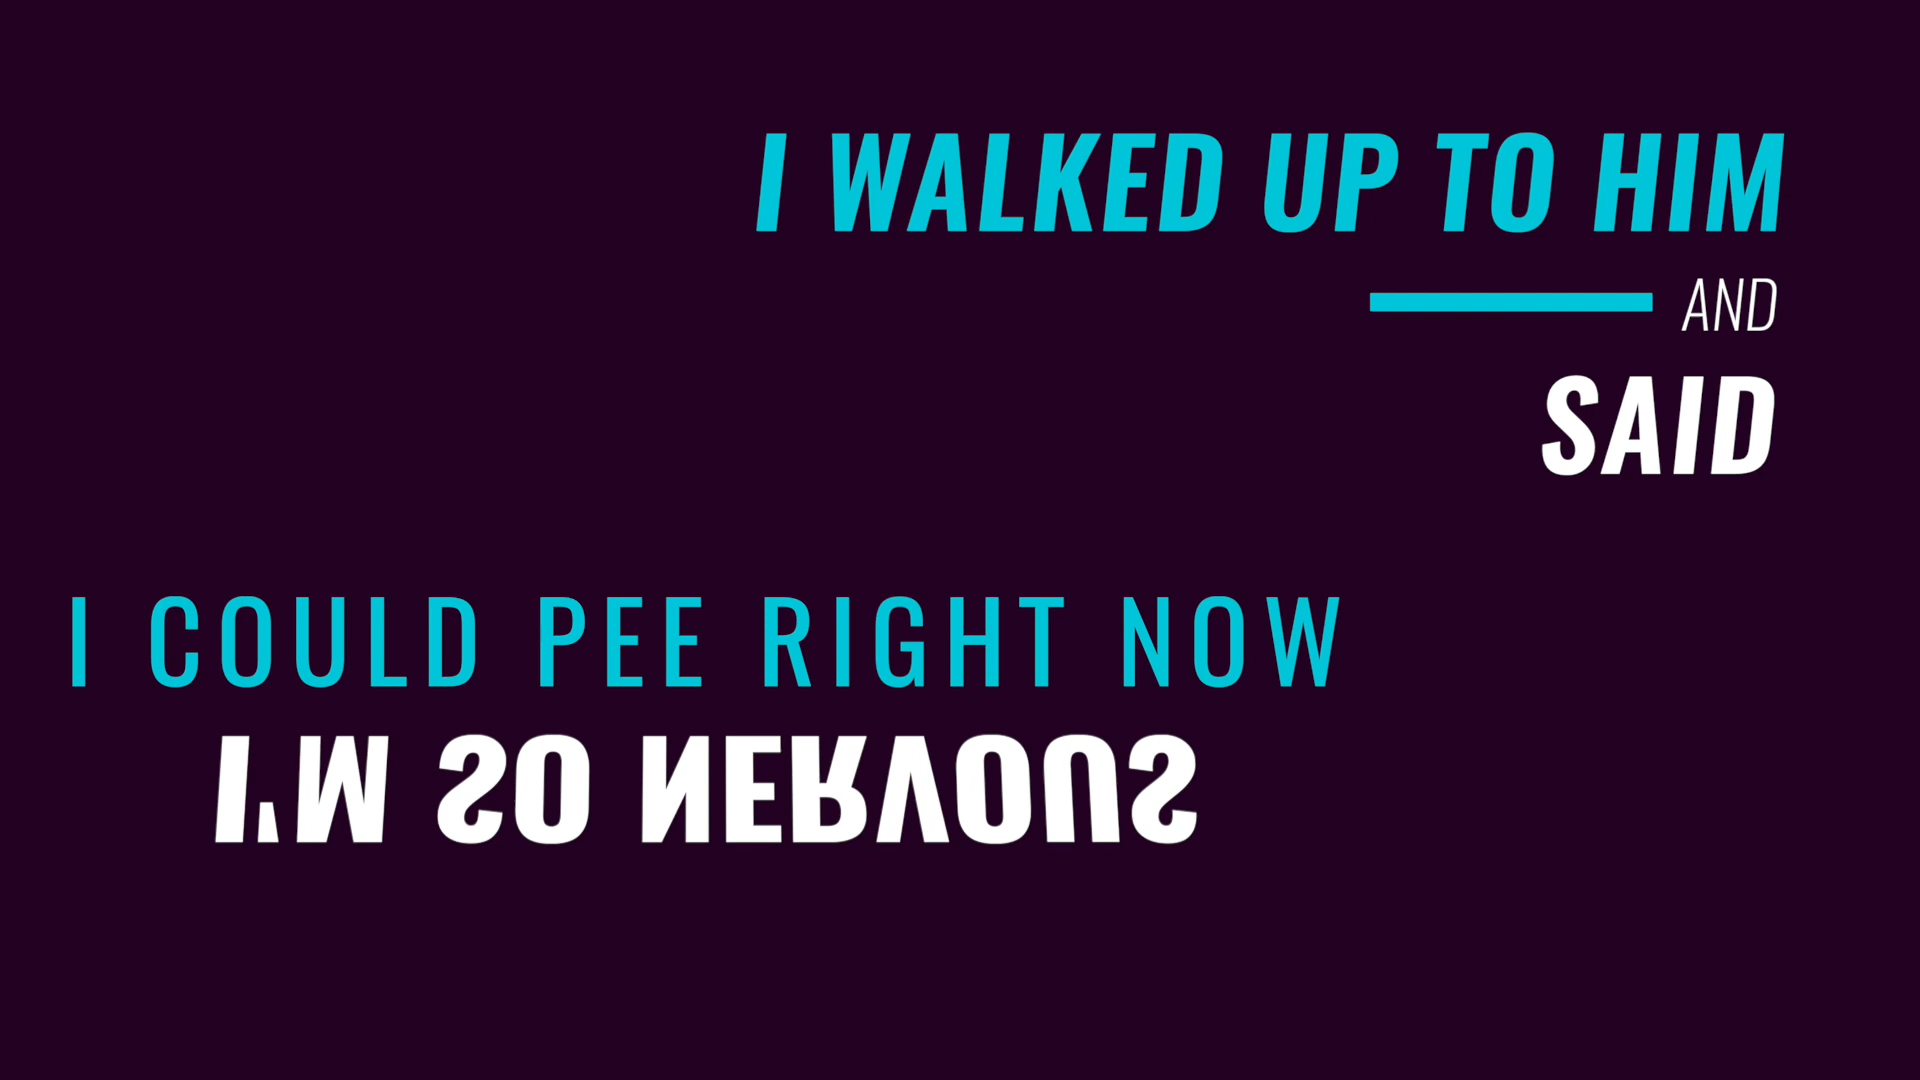 I WALKED UP TO HIM
AND
SAID
I COULD PEE RIGHT NOW
I'M SO NERVOUS